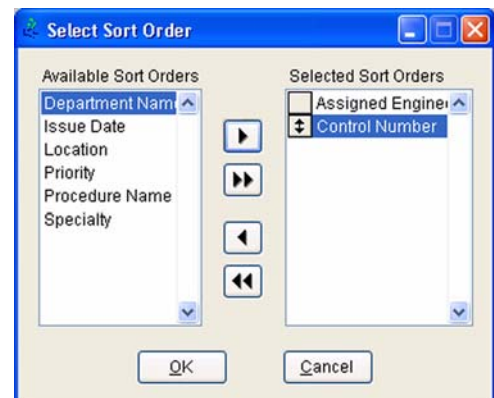 Select Sort Order
Available Sort Orders
Department Nam
Issue Date
Location
Priority
Procedure Name
Specialty
Selected Sort Orders
Assigned Engine
Control Number
OK
Cancel